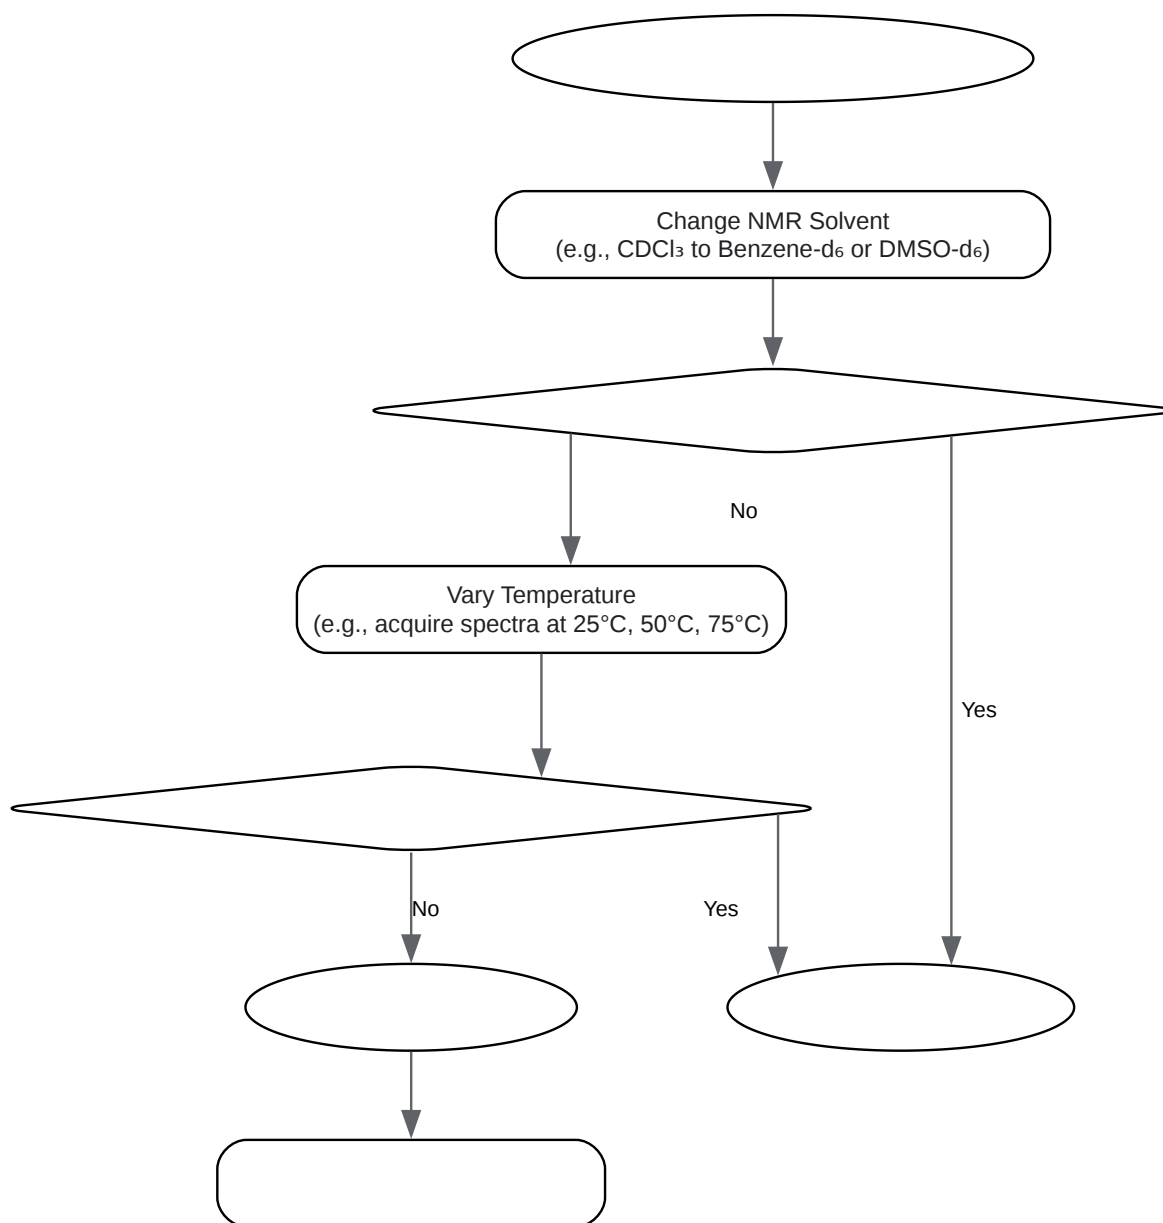 Change NMR Solvent
(e.g., CDCl₃ to Benzene-d₆ or DMSO-d₆)
No
Vary Temperature
(e.g., acquire spectra at 25°C, 50°C, 75°C)
Yes
No
Yes